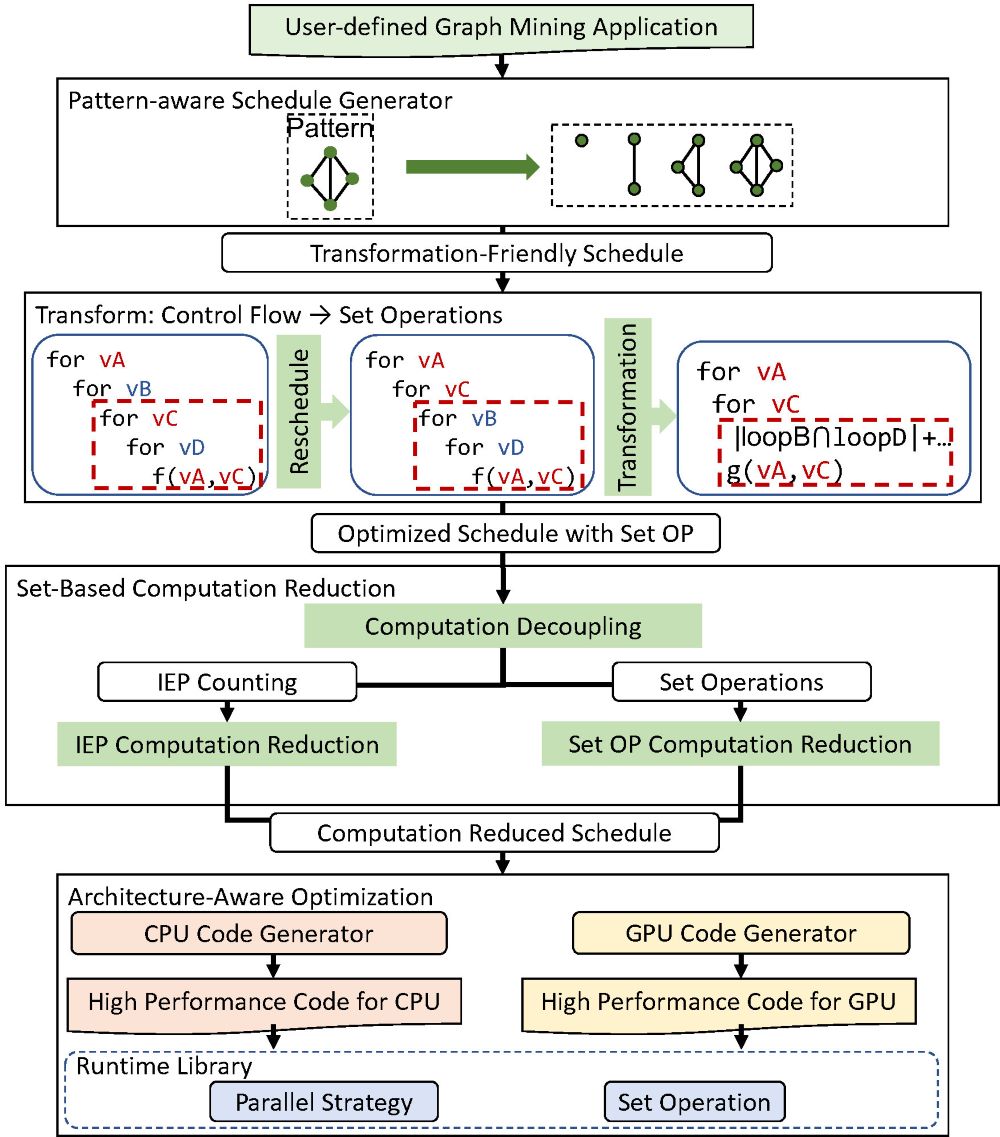 User-defined Graph Mining Application
Pattern-aware Schedule Generator
Pattern
Transformation-Friendly Schedule
Transform: Control Flow → Set Operations
for vA
for vB
for vC
for vD
f(vA,vC)
Reschedule
for vA
for vC
for vB
for vD
f(vA,vC)
Transformation
for vA
for vC
|loopB⋂loopD|+…
g(vA,vC)
Optimized Schedule with Set OP
Set-Based Computation Reduction
Computation Decoupling
IEP Counting
Set Operations
IEP Computation Reduction
Set OP Computation Reduction
Computation Reduced Schedule
Architecture-Aware Optimization
CPU Code Generator
GPU Code Generator
High Performance Code for CPU
High Performance Code for GPU
Runtime Library
Parallel Strategy
Set Operation